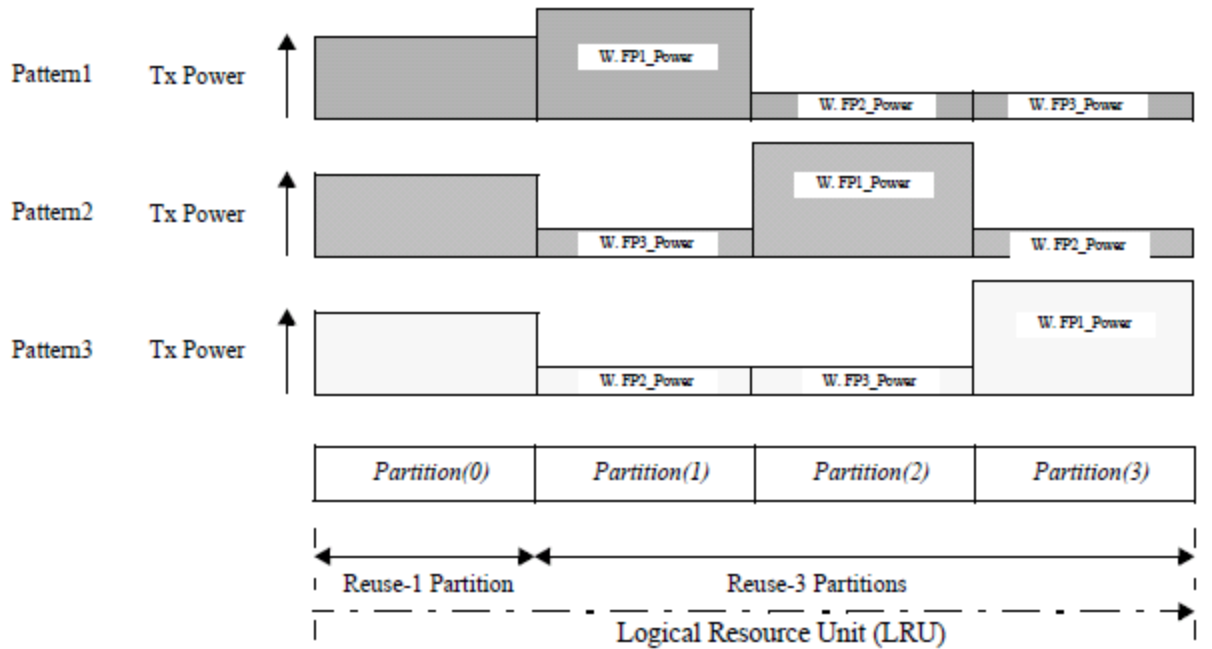 Pattern1 Tx Power W. FP1_Power
W. FP2_Power W. FP3_Power
Pattern2 Tx Power W. FP1_Power
W. FP3_Power W. FP2_Power
Pattern3 Tx Power W. FP1_Power
W. FP2_Power W. FP3_Power
Partition(0) Partition(1) Partition(2) Partition(3)
Reuse-1 Partition Reuse-3 Partitions
Logical Resource Unit (LRU)